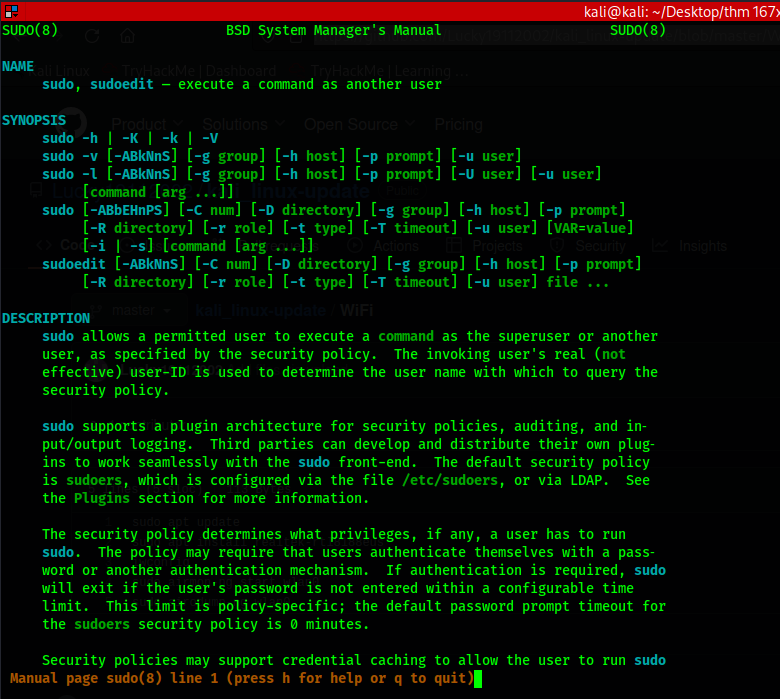 kali@kali: ~/Desktop/thm 167x
SUDO(8) BSD System Manager's Manual SUDO(8)
NAME
sudo, sudoedit — execute a command as another user
SYNOPSIS
sudo -h | -K | -k | -V
sudo -v [-ABkNnS] [-g group] [-h host] [-p prompt] [-u user]
sudo -l [-ABkNnS] [-g group] [-h host] [-p prompt] [-U user] [-u user]
[command [arg ...]]
sudo [-ABbEHnPS] [-C num] [-D directory] [-g group] [-h host] [-p prompt]
[-R directory] [-r role] [-t type] [-T timeout] [-u user] [VAR=value]
[-i | -s] [command [arg ...]]
sudoedit [-ABkNnS] [-C num] [-D directory] [-g group] [-h host] [-p prompt]
[-R directory] [-r role] [-t type] [-T timeout] [-u user] file ...
DESCRIPTION
sudo allows a permitted user to execute a command as the superuser or another
user, as specified by the security policy.  The invoking user's real (not
effective) user-ID is used to determine the user name with which to query the
security policy.
sudo supports a plugin architecture for security policies, auditing, and in-
put/output logging.  Third parties can develop and distribute their own plug-
ins to work seamlessly with the sudo front-end.  The default security policy
is sudoers, which is configured via the file /etc/sudoers, or via LDAP.  See
the Plugins section for more information.
The security policy determines what privileges, if any, a user has to run
sudo.  The policy may require that users authenticate themselves with a pass-
word or another authentication mechanism.  If authentication is required, sudo
will exit if the user's password is not entered within a configurable time
limit.  This limit is policy-specific; the default password prompt timeout for
the sudoers security policy is 0 minutes.
Security policies may support credential caching to allow the user to run sudo
Manual page sudo(8) line 1 (press h for help or q to quit)